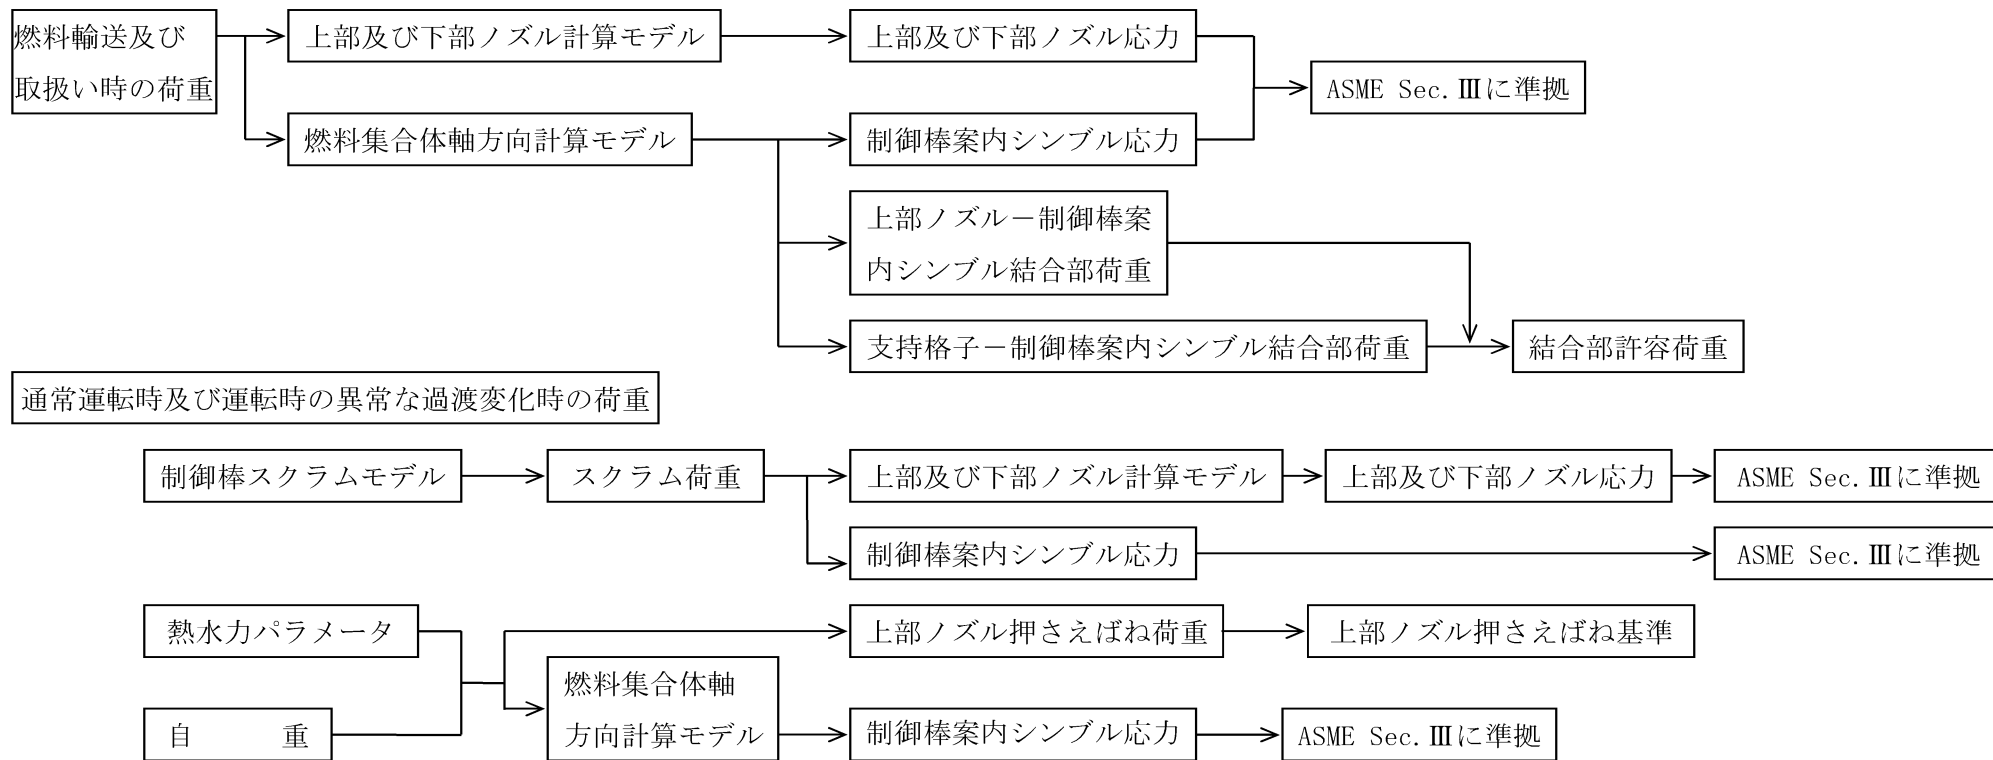 燃料輸送及び
取扱い時の荷重
上部及び下部ノズル計算モデル
上部及び下部ノズル応力
ASME Sec.Ⅲに準拠
燃料集合体軸方向計算モデル
制御棒案内シンブル応力
上部ノズル－制御棒案
内シンブル結合部荷重
支持格子－制御棒案内シンブル結合部荷重
結合部許容荷重
通常運転時及び運転時の異常な過渡変化時の荷重
制御棒スクラムモデル
スクラム荷重
上部及び下部ノズル計算モデル
上部及び下部ノズル応力
ASME Sec.Ⅲに準拠
制御棒案内シンブル応力
ASME Sec.Ⅲに準拠
熱水力パラメータ
上部ノズル押さえばね荷重
上部ノズル押さえばね基準
燃料集合体軸
方向計算モデル
自　　　重
制御棒案内シンブル応力
ASME Sec.Ⅲに準拠